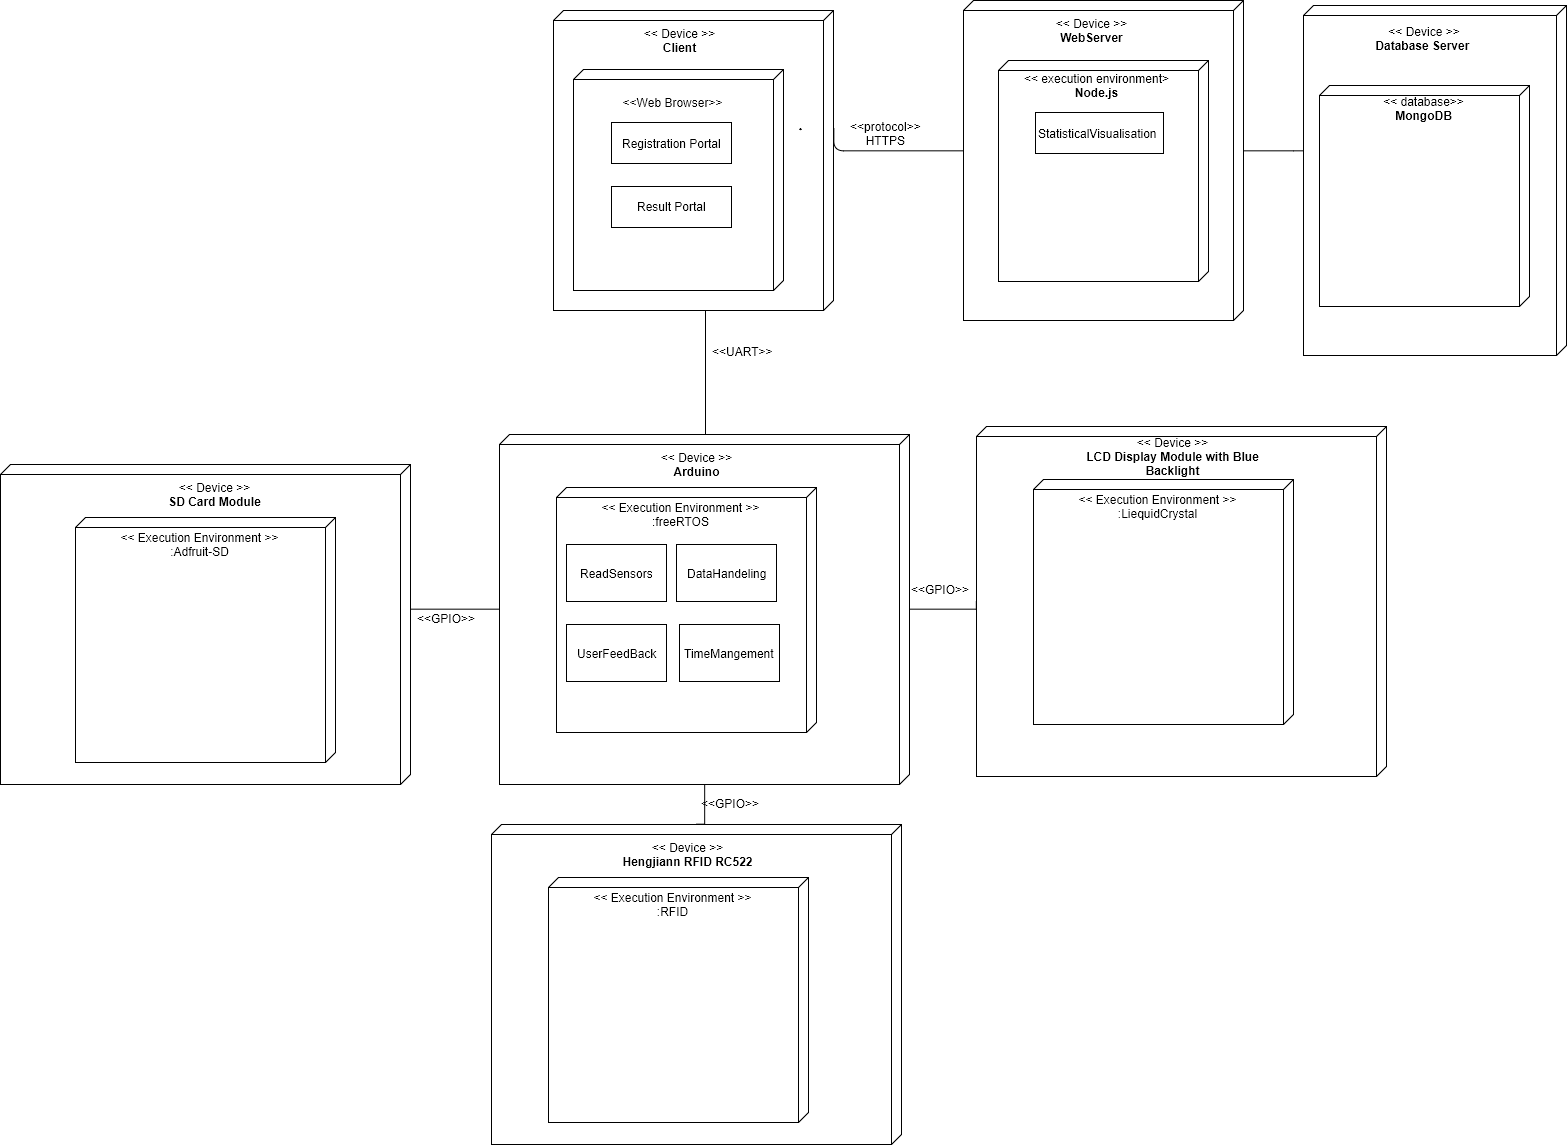 << Device >>
Client
<<Web Browser>>
Registration Portal
Result Portal
<<protocol>>
HTTPS
<< Device >>
WebServer
<< execution environment>
Node.js
StatisticalVisualisation
<< Device >>
Database Server
<< database>>
MongoDB
<<UART>>
<< Device >>
SD Card Module
<< Execution Environment >>
:Adfruit-SD
<<GPIO>>
<< Device >>
Arduino
<< Execution Environment >>
:freeRTOS
ReadSensors
DataHandeling
UserFeedBack
TimeMangement
<<GPIO>>
<< Device >>
LCD Display Module with Blue
Backlight
<< Execution Environment >>
:LiequidCrystal
<<GPIO>>
<< Device >>
Hengjiann RFID RC522
<< Execution Environment >>
:RFID